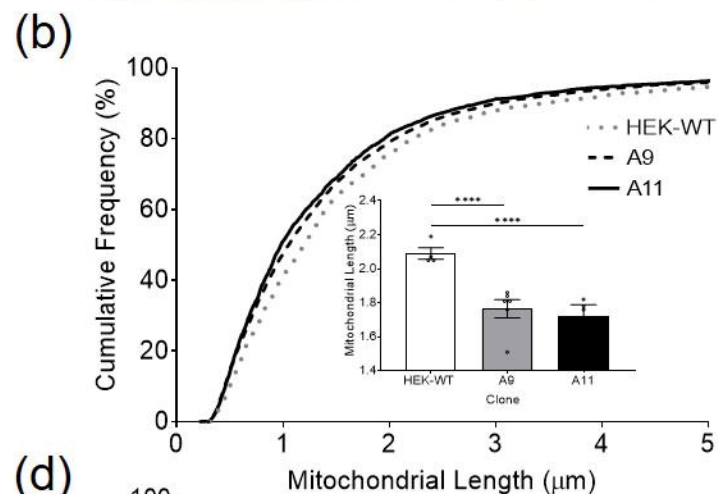 (b)
100
80
60
40
20
0
Cumulative Frequency (%)
0 1 2 3 4 5
Mitochondrial Length (μm)
HEK-WT
A9
A11
2.4
2.2
2.0
1.8
1.6
1.4
Mitochondrial Length (μm)
****
****
HEK-WT A9 A11
Clone
(d)
100